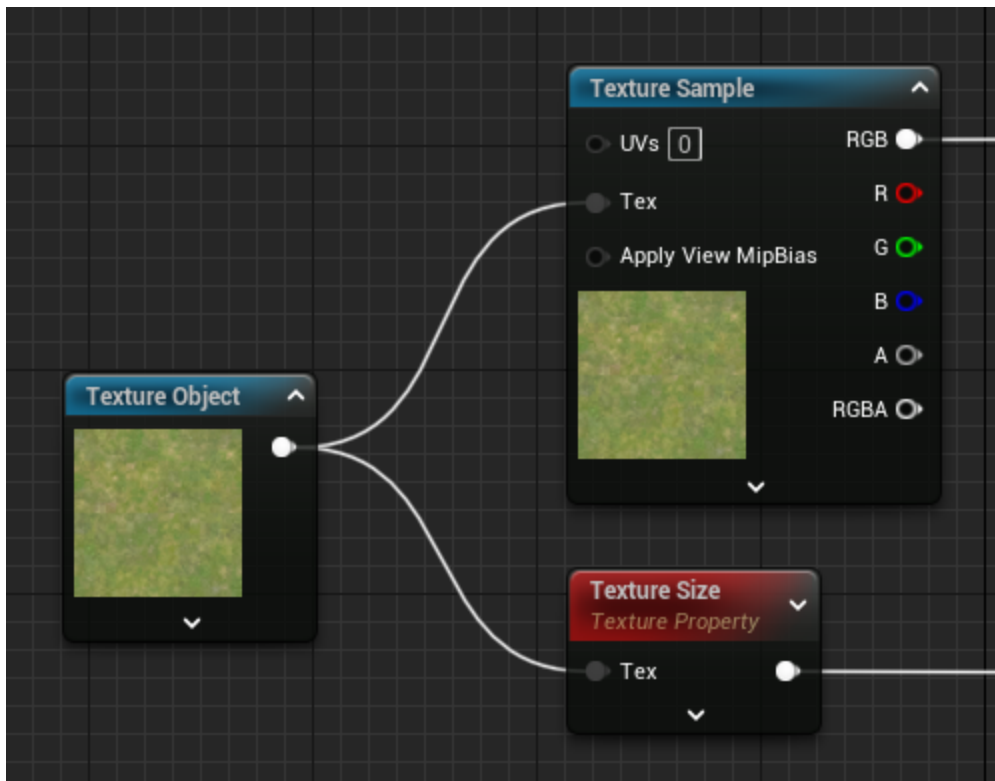 Texture Sample
UVs 0
RGB
R
Tex
G
Apply View MipBias
B
A
RGBA
Texture Object
Texture Size
Texture Property
Tex